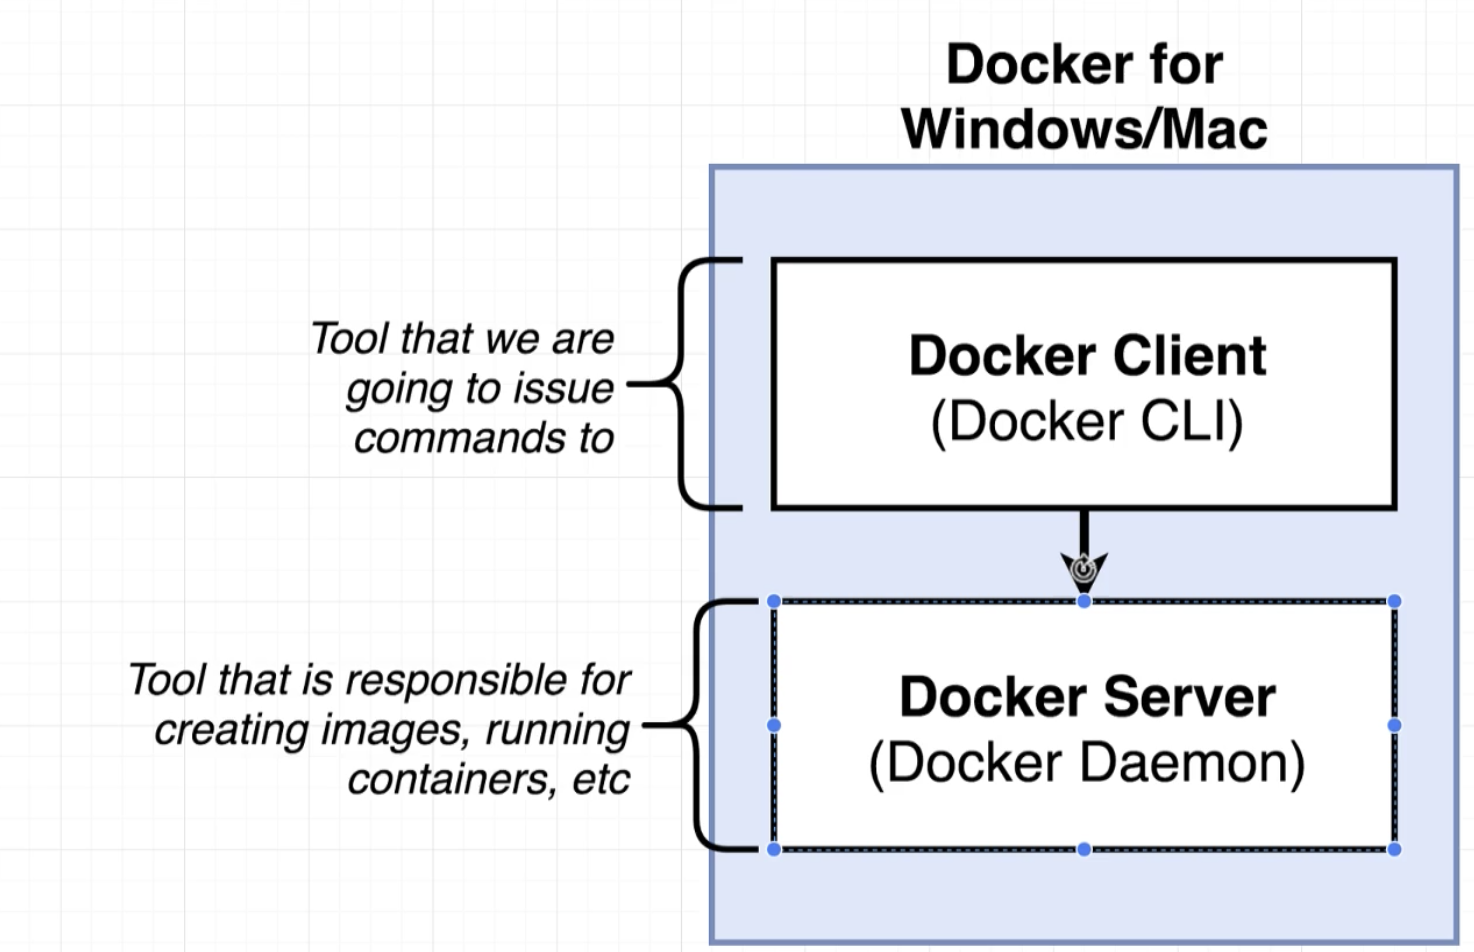 Docker for
Windows/Mac
Tool that we are
going to issue
commands to
Docker Client
(Docker CLI)
Tool that is responsible for
creating images, running
containers, etc
Docker Server
(Docker Daemon)